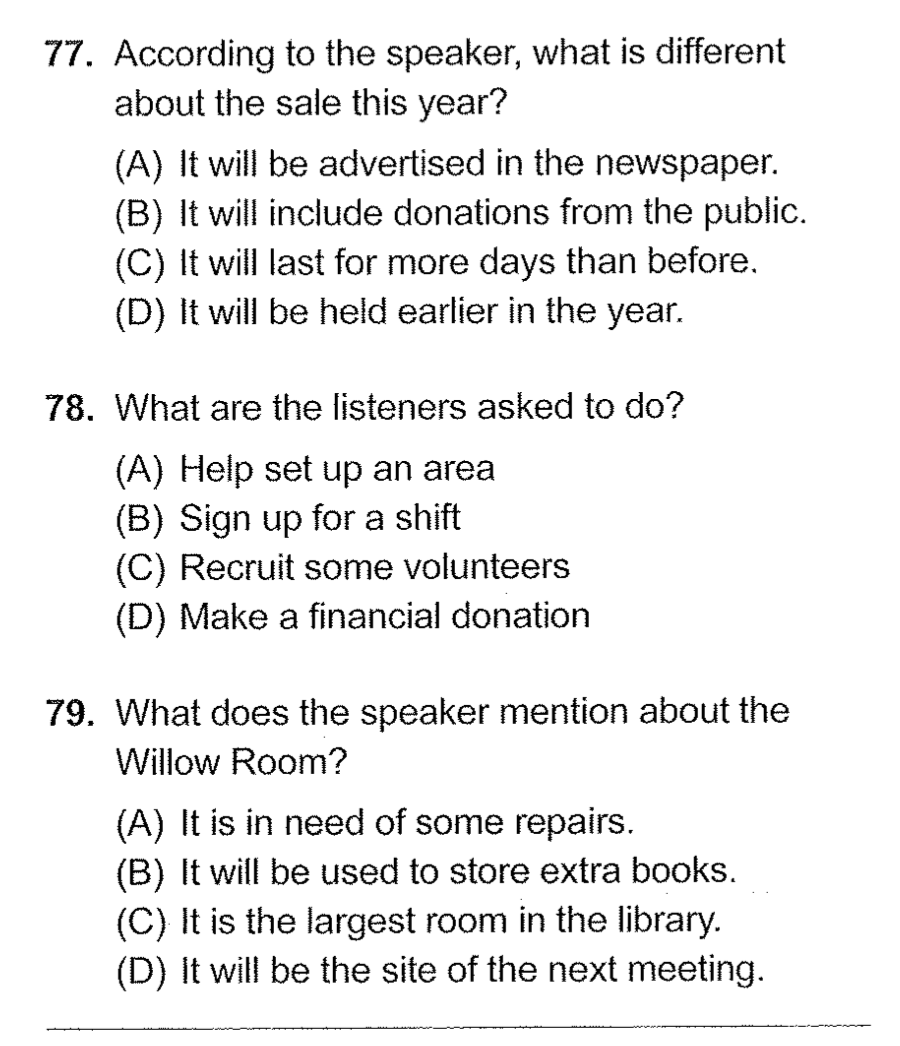 77. According to the speaker, what is different
about the sale this year?
(A) It will be advertised in the newspaper.
(B) It will include donations from the public.
(C) It will last for more days than before.
(D) It will be held earlier in the year.
78. What are the listeners asked to do?
(A) Help set up an area
(B) Sign up for a shift
(C) Recruit some volunteers
(D) Make a financial donation
79. What does the speaker mention about the
Willow Room?
(A) It is in need of some repairs.
(B) It will be used to store extra books.
(C) It is the largest room in the library.
(D) It will be the site of the next meeting.